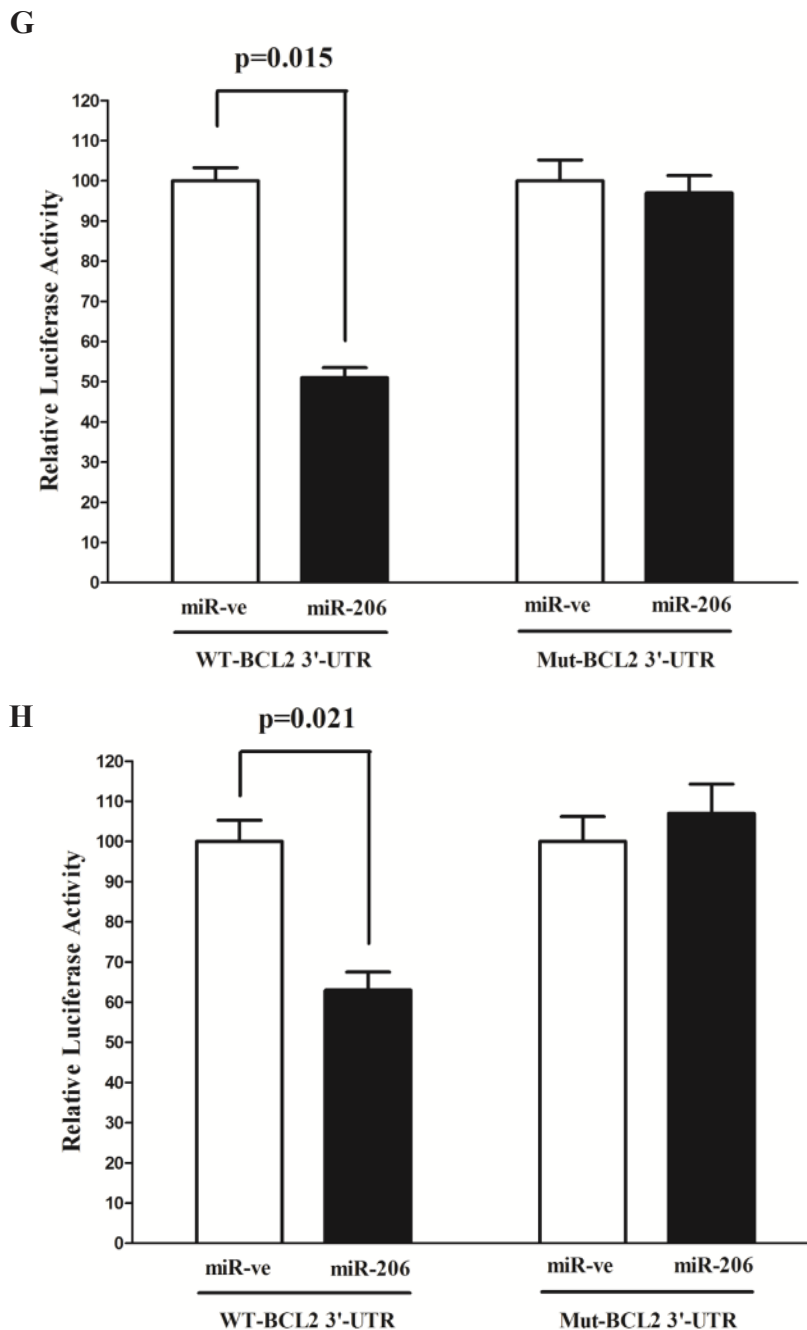 G
p=0.015
120
110
100
90
80
70
60
50
40
30
20
10
0
Relative Luciferase Activity
miR-ve miR-206 miR-ve miR-206
WT-BCL2 3'-UTR Mut-BCL2 3'-UTR
H
p=0.021
120
110
100
90
80
70
60
50
40
30
20
10
0
Relative Luciferase Activity
miR-ve miR-206 miR-ve miR-206
WT-BCL2 3'-UTR Mut-BCL2 3'-UTR